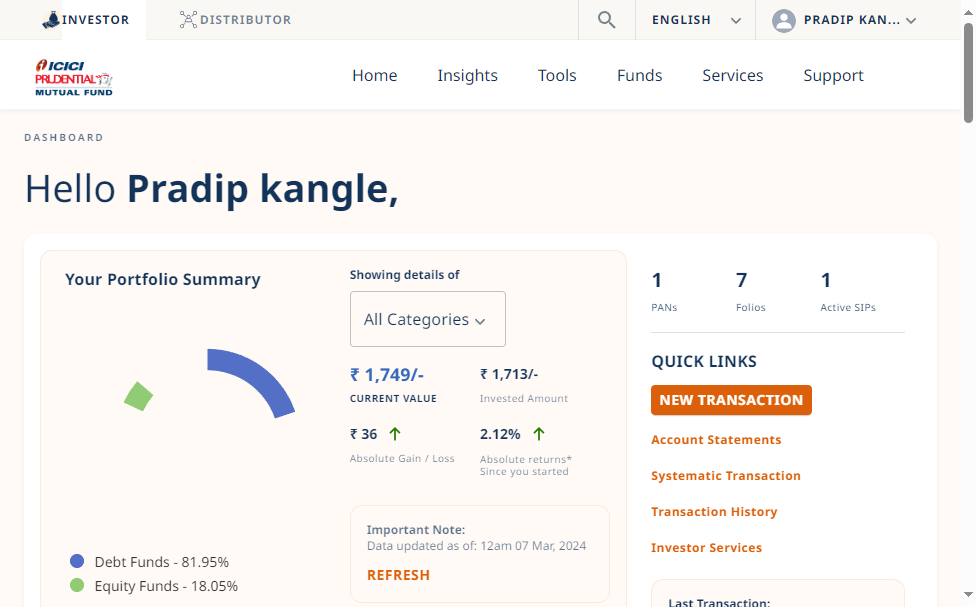 INVESTOR
DISTRIBUTOR
ENGLISH
PRADIP KAN...
ICICI
PRUDENTIAL
MUTUAL FUND
Home
Insights
Tools
Funds
Services
Support
DASHBOARD
Hello Pradip kangle,
Your Portfolio Summary
Debt Funds - 81.95%
Equity Funds - 18.05%
Showing details of
All Categories
₹ 1,749/-
CURRENT VALUE
₹ 1,713/-
Invested Amount
₹ 36
Absolute Gain / Loss
2.12%
Absolute returns*
Since you started
Important Note:
Data updated as of: 12am 07 Mar, 2024
REFRESH
1
PANs
7
Folios
1
Active SIPs
QUICK LINKS
NEW TRANSACTION
Account Statements
Systematic Transaction
Transaction History
Investor Services
Last Transaction: